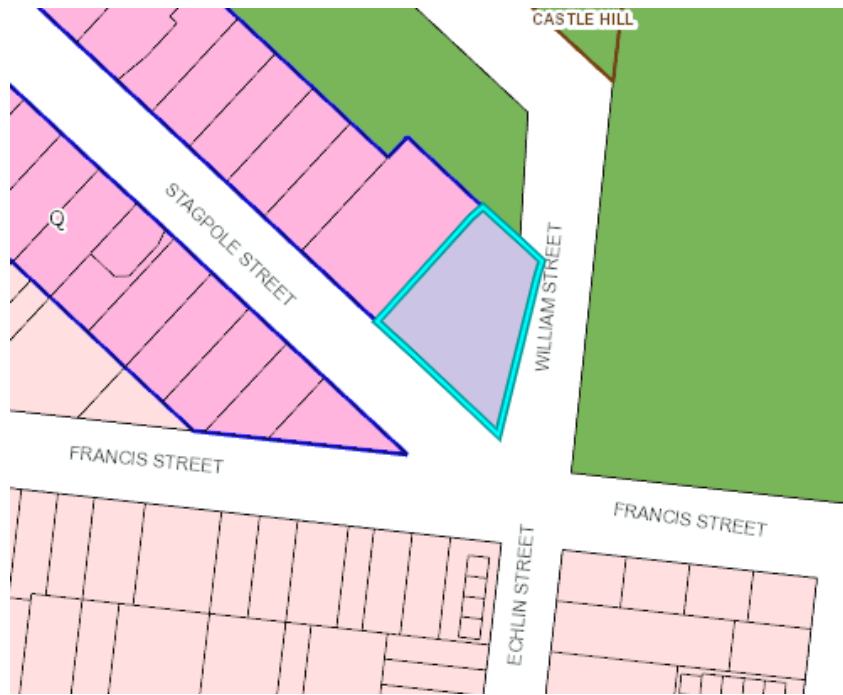 CASTLE HILL
STAGPOLE STREET
Q
WILLIAM STREET
FRANCIS STREET
FRANCIS STREET
ECHLIN STREET